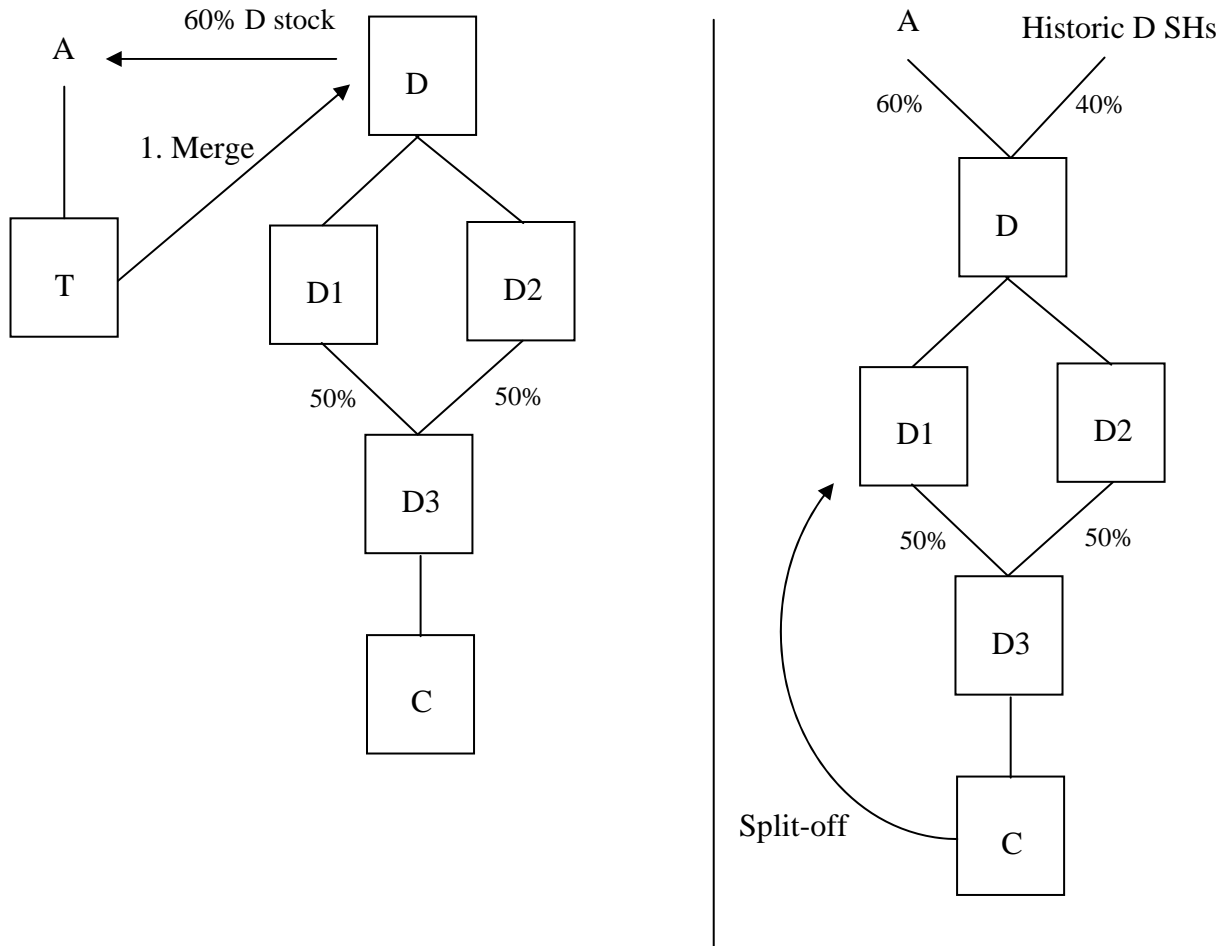 60% D stock
A
D
1. Merge
T
D1
D2
50%
50%
D3
C
A
Historic D SHs
60%
40%
D
D1
D2
50%
50%
D3
Split-off
C